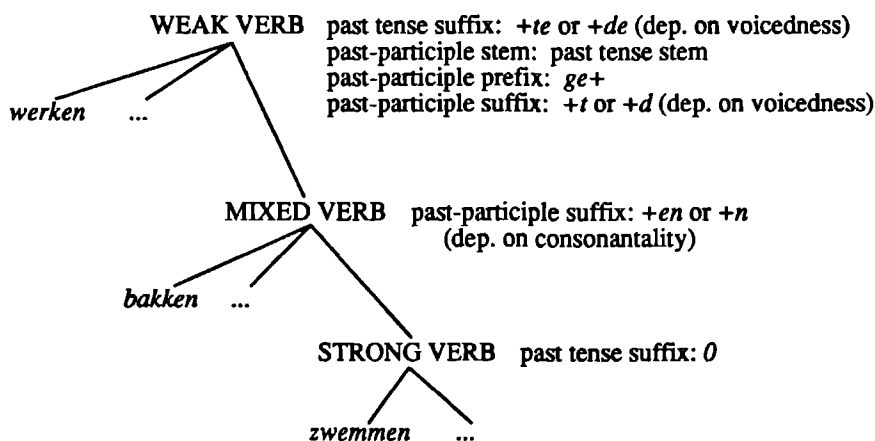 WEAK VERB past tense suffix: +te or +de (dep. on voicedness)
past-participle stem: past tense stem
past-participle prefix: ge+
past-participle suffix: +t or +d (dep. on voicedness)
werken ...
MIXED VERB past-participle suffix: +en or +n
(dep. on consonantality)
bakken ...
STRONG VERB past tense suffix: 0
zwemmen ...